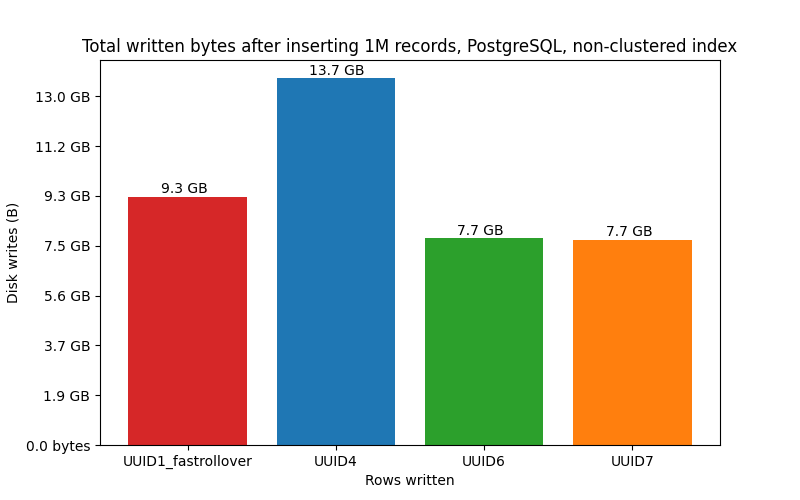 Total written bytes after inserting 1M records, PostgreSQL, non-clustered index
13.7 GB
13.0 GB
11.2 GB
9.3 GB
9.3 GB
7.7 GB
7.7 GB
7.5 GB
5.6 GB
3.7 GB
1.9 GB
0.0 bytes
Disk writes (B)
UUID1_fastrollover
UUID4
UUID6
UUID7
Rows written